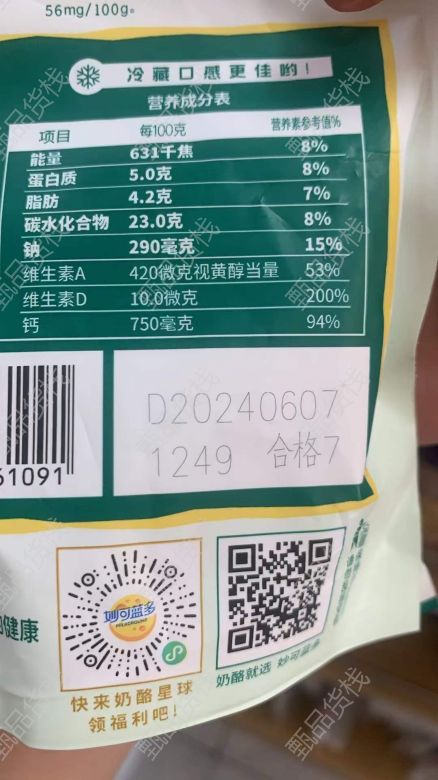 56mg/100g。
冷藏口感更佳哟！
营养成分表
项目 每100克 营养素参考值%
能量 631千焦 8%
蛋白质 5.0克 8%
脂肪 4.2克 7%
碳水化合物 23.0克 8%
钠 290毫克 15%
维生素A 420微克视黄醇当量 53%
维生素D 10.0微克 200%
钙 750毫克 94%
D20240607
1249 合格7
61091
健康
妙可蓝多
MILKGROUND
快来奶酪星球
领福利吧！
奶酪就选 妙可蓝多
甄品货栈